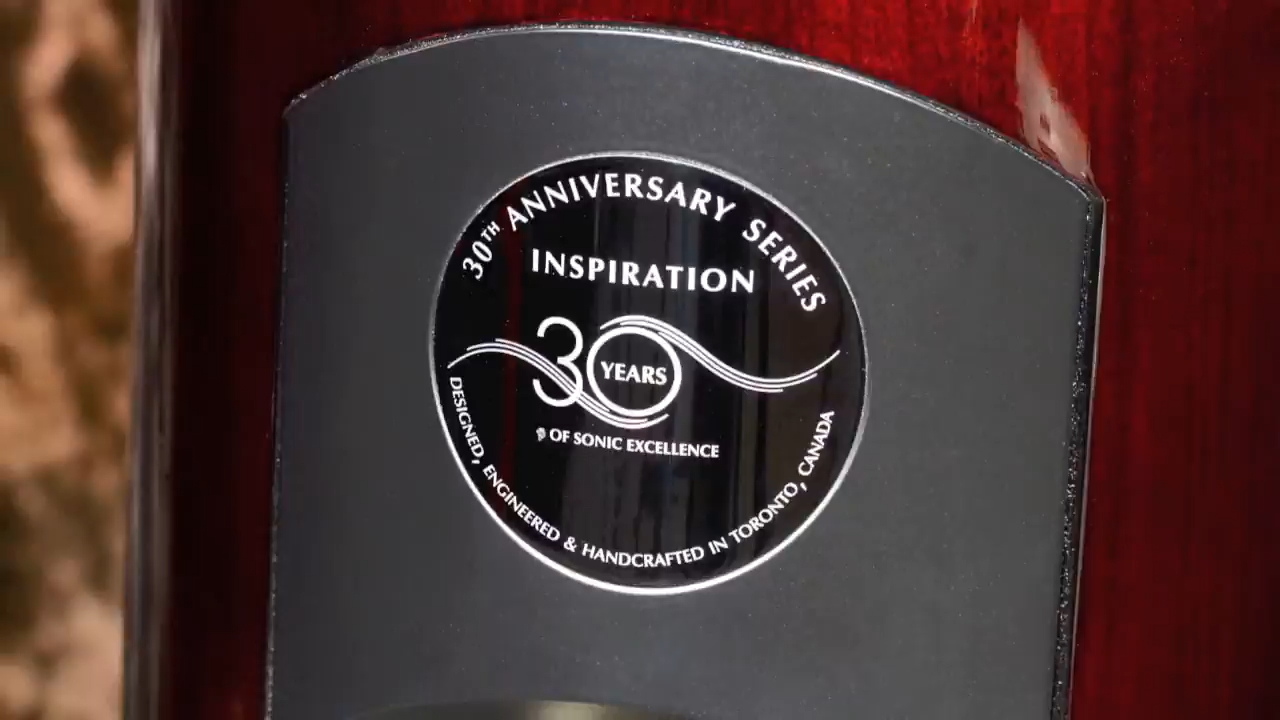 30TH ANNIVERSARY SERIES
INSPIRATION
30 YEARS
OF SONIC EXCELLENCE
DESIGNED, ENGINEERED & HANDCRAFTED IN TORONTO, CANADA